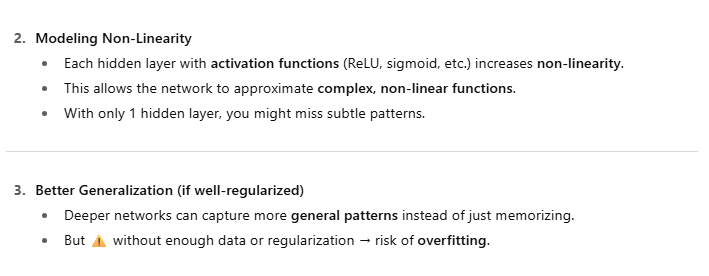 2. Modeling Non-Linearity
• Each hidden layer with activation functions (ReLU, sigmoid, etc.) increases non-linearity.
• This allows the network to approximate complex, non-linear functions.
• With only 1 hidden layer, you might miss subtle patterns.
3. Better Generalization (if well-regularized)
• Deeper networks can capture more general patterns instead of just memorizing.
• But ⚠️ without enough data or regularization → risk of overfitting.